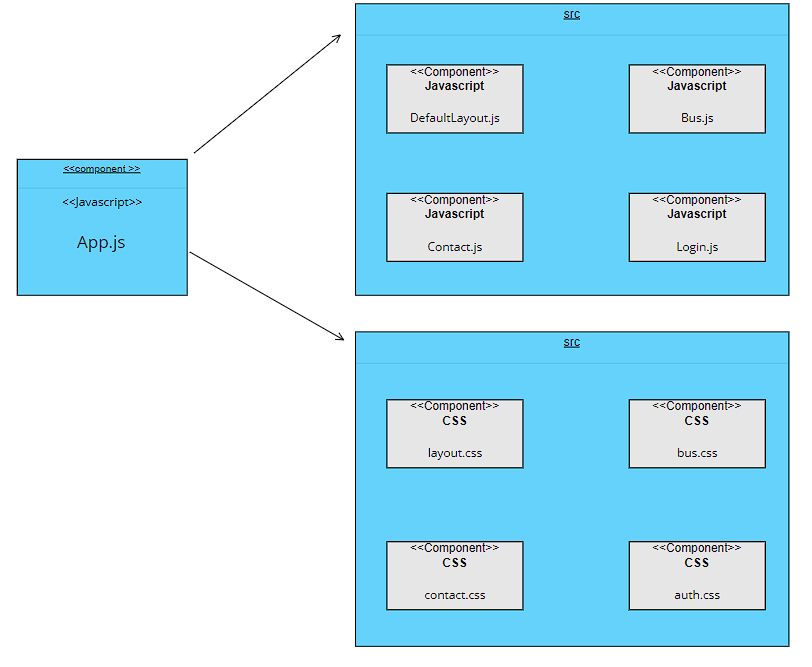 <<component >>
<<Javascript>>
App.js
src
<<Component>>
Javascript
DefaultLayout.js
<<Component>>
Javascript
Bus.js
<<Component>>
Javascript
Contact.js
<<Component>>
Javascript
Login.js
src
<<Component>>
CSS
layout.css
<<Component>>
CSS
bus.css
<<Component>>
CSS
contact.css
<<Component>>
CSS
auth.css